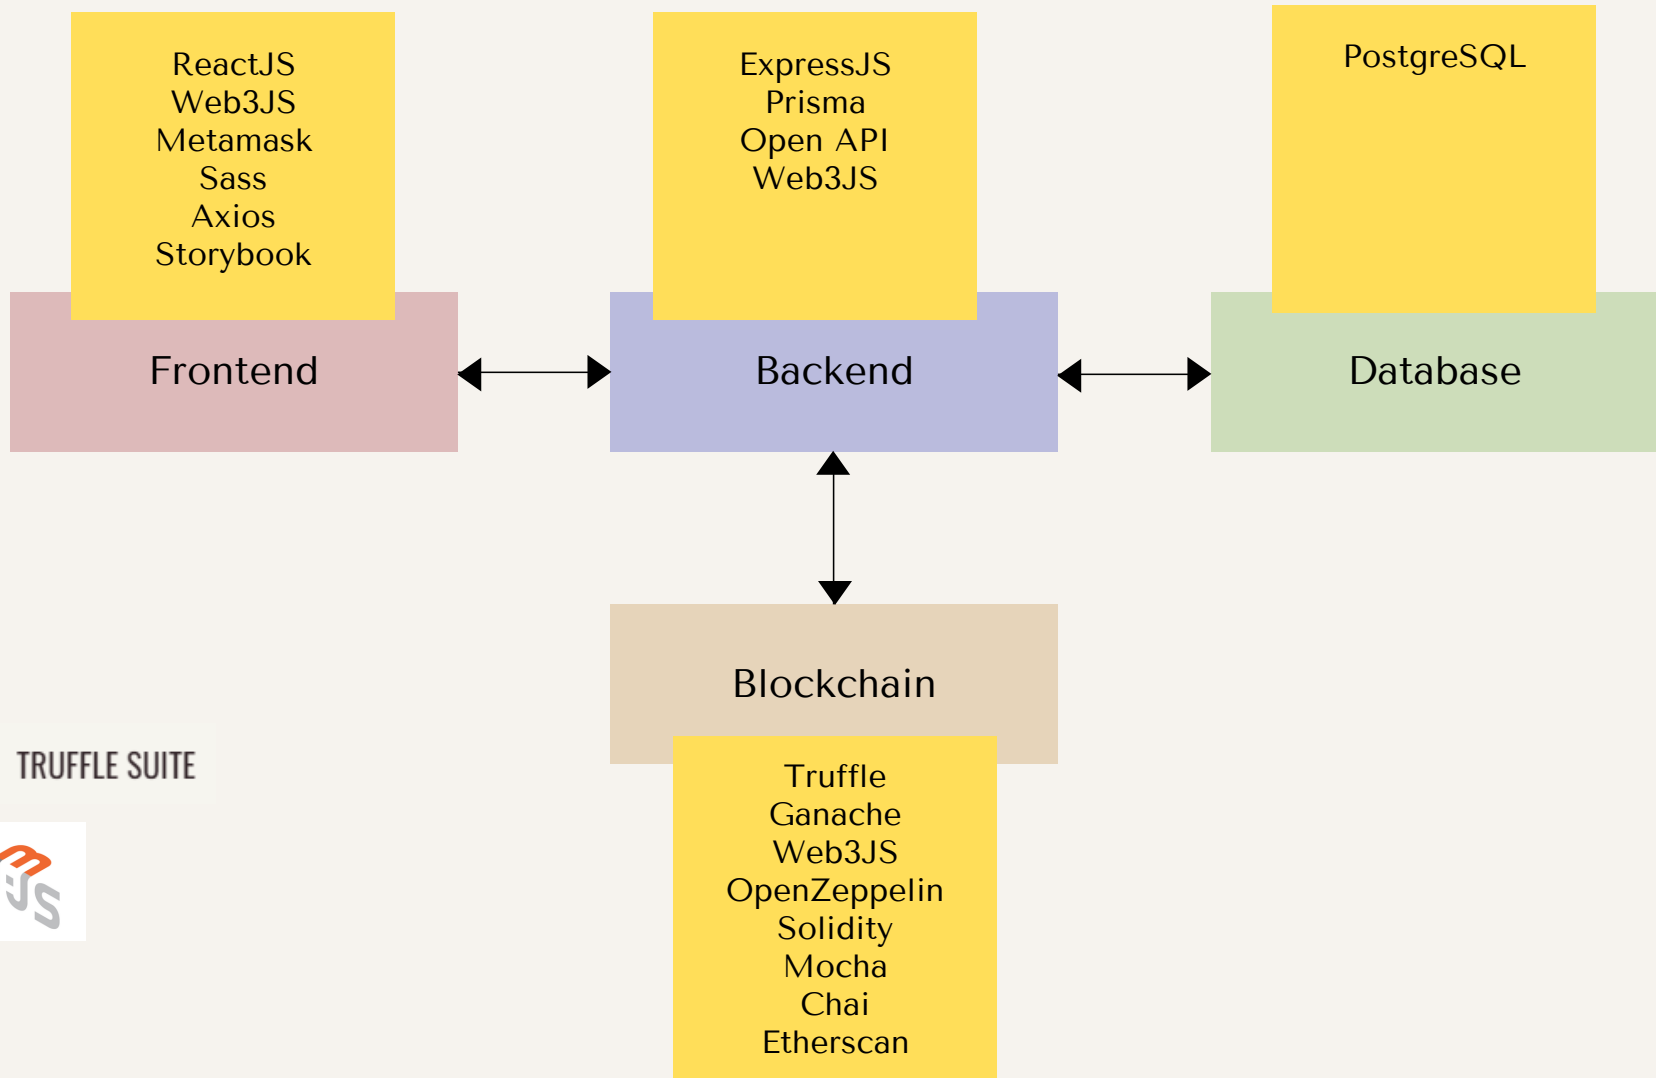 ReactJS
Web3JS
Metamask
Sass
Axios
Storybook
ExpressJS
Prisma
Open API
Web3JS
PostgreSQL
Frontend
Backend
Database
Blockchain
Truffle
Ganache
Web3JS
OpenZeppelin
Solidity
Mocha
Chai
Etherscan
TRUFFLE SUITE
JS